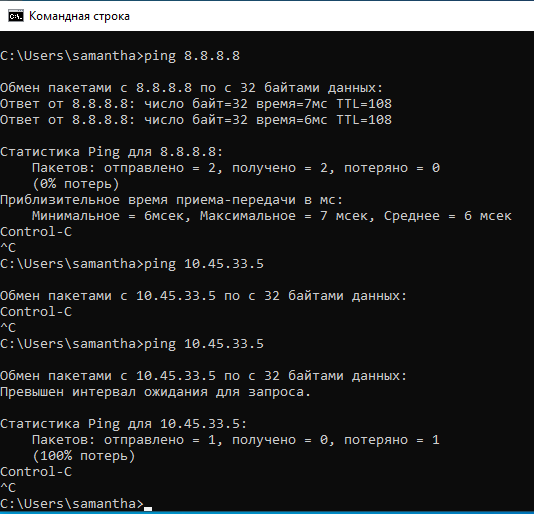 Командная строка
C:\Users\samantha>ping 8.8.8.8
Обмен пакетами с 8.8.8.8 по с 32 байтами данных:
Ответ от 8.8.8.8: число байт=32 время=7мс TTL=108
Ответ от 8.8.8.8: число байт=32 время=6мс TTL=108
Статистика Ping для 8.8.8.8:
    Пакетов: отправлено = 2, получено = 2, потеряно = 0
    (0% потерь)
Приблизительное время приема-передачи в мс:
    Минимальное = 6мсек, Максимальное = 7 мсек, Среднее = 6 мсек
Control-C
^C
C:\Users\samantha>ping 10.45.33.5
Обмен пакетами с 10.45.33.5 по с 32 байтами данных:
Control-C
^C
C:\Users\samantha>ping 10.45.33.5
Обмен пакетами с 10.45.33.5 по с 32 байтами данных:
Превышен интервал ожидания для запроса.
Статистика Ping для 10.45.33.5:
    Пакетов: отправлено = 1, получено = 0, потеряно = 1
    (100% потерь)
Control-C
^C
C:\Users\samantha>